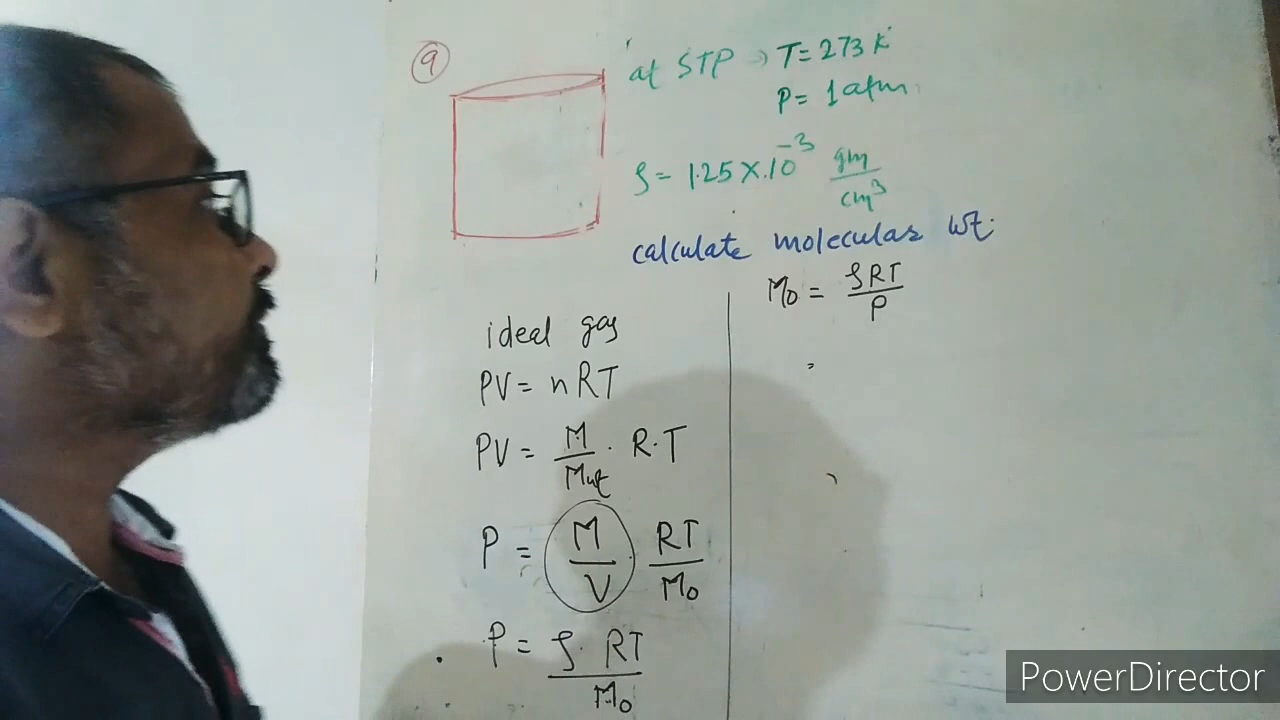 9
at STP → T = 273 K
P = 1 atm
ρ = 1.25 × 10⁻³ gm/cm³
calculate molecular wt.
M₀ = ρRT/P
ideal gas
PV = nRT
PV = M/Mwt · R·T
P = M/V RT/M₀
P = ρ · RT/M₀
PowerDirector